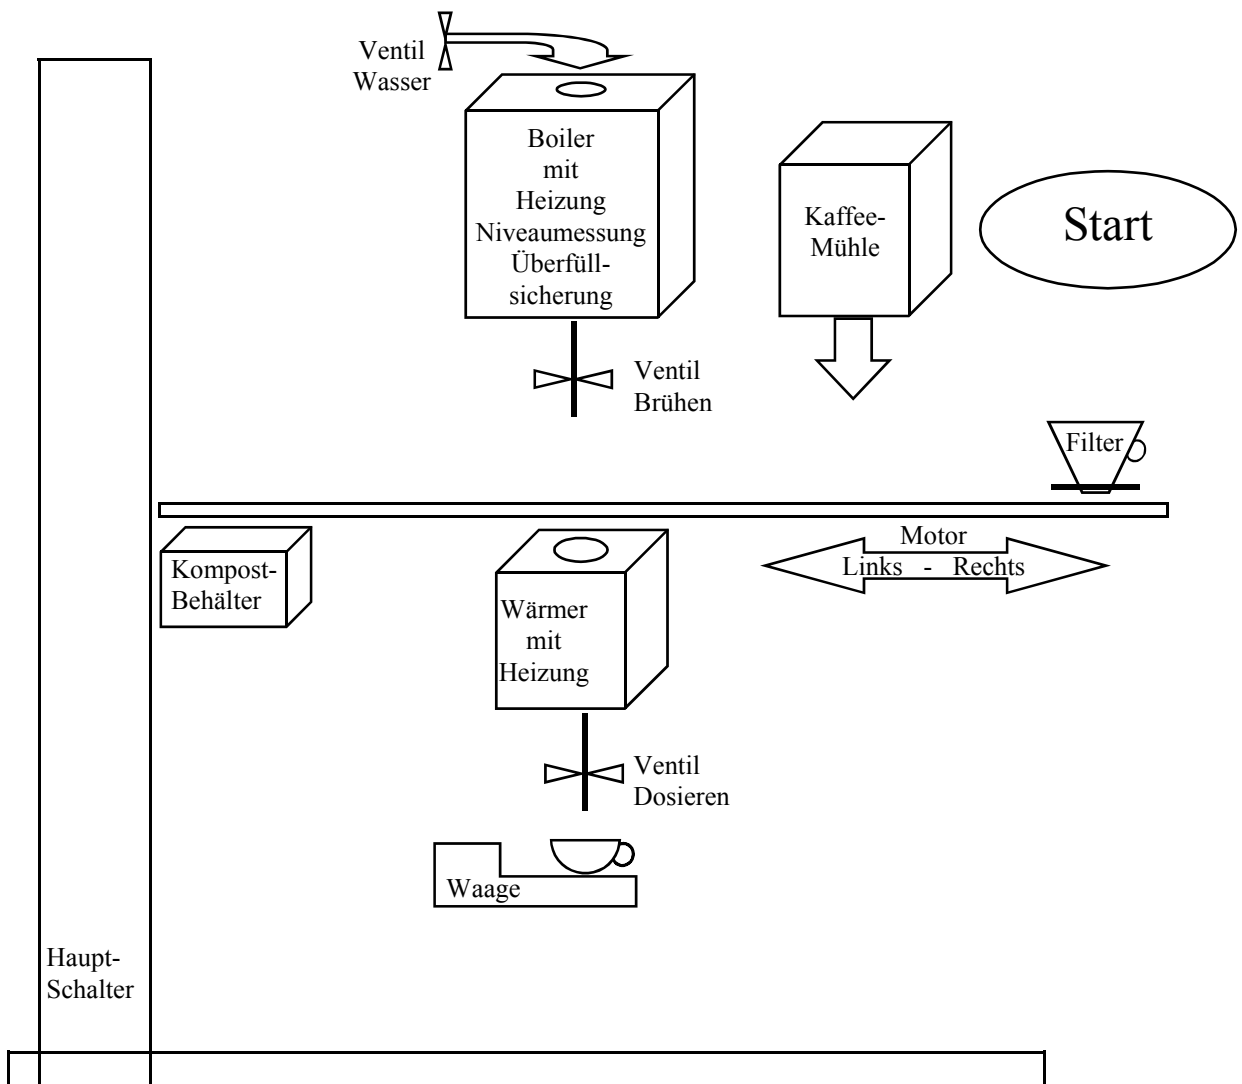 Ventil
Wasser
Boiler
mit
Heizung
Niveaumessung
Überfüll-
sicherung
Kaffee-
Mühle
Start
Ventil
Brühen
Filter
Motor
Links - Rechts
Kompost-
Behälter
Wärmer
mit
Heizung
Ventil
Dosieren
Waage
Haupt-
Schalter